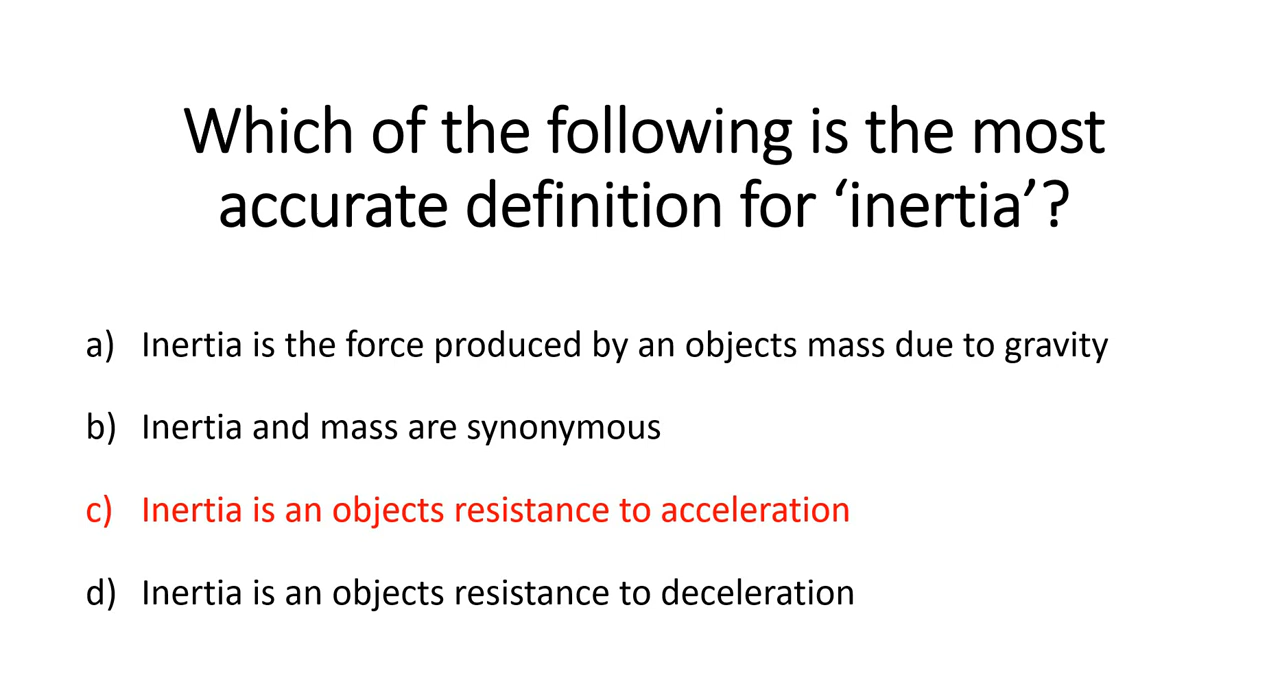 Which of the following is the most
accurate definition for ‘inertia’?
a) Inertia is the force produced by an objects mass due to gravity
b) Inertia and mass are synonymous
c) Inertia is an objects resistance to acceleration
d) Inertia is an objects resistance to deceleration